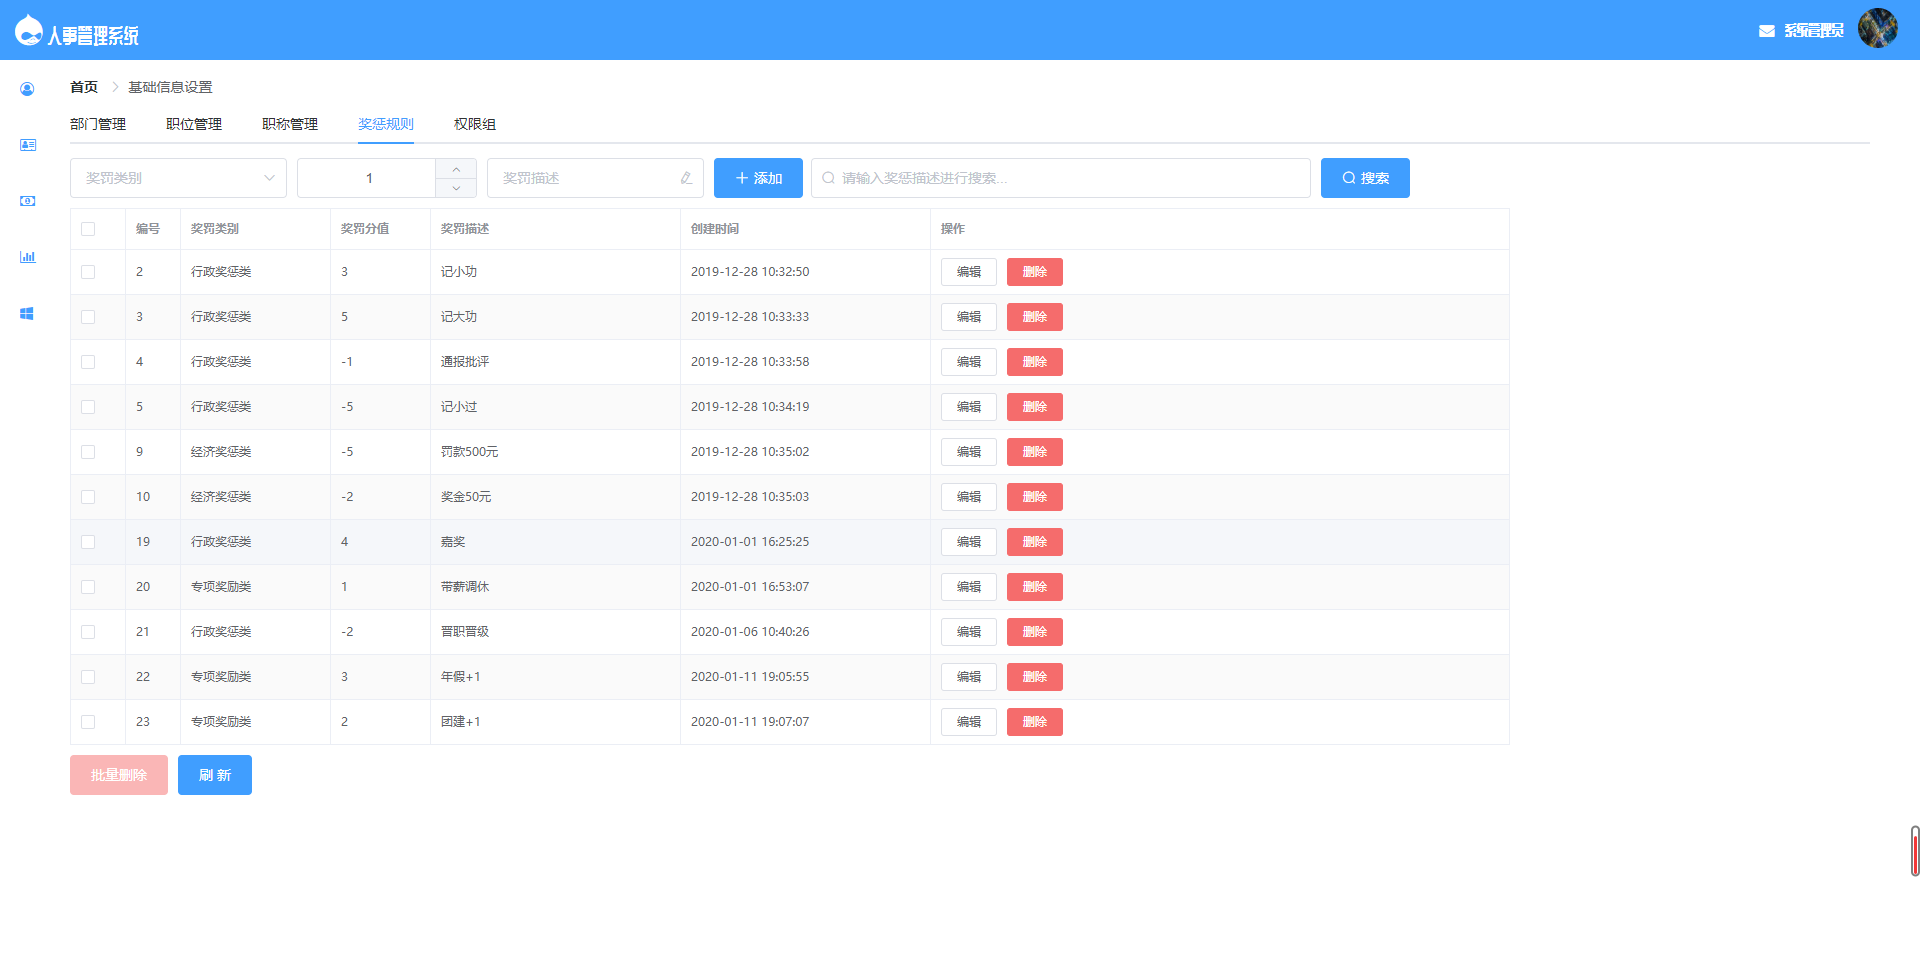 人事管理系统
系统管理员
首页 > 基础信息设置
部门管理 职位管理 职称管理 奖惩规则 权限组
奖罚类别 1 奖罚描述 添加 请输入奖惩描述进行搜索... 搜索
编号 奖罚类别 奖罚分值 奖罚描述 创建时间 操作
2 行政奖惩类 3 记小功 2019-12-28 10:32:50 编辑 删除
3 行政奖惩类 5 记大功 2019-12-28 10:33:33 编辑 删除
4 行政奖惩类 -1 通报批评 2019-12-28 10:33:58 编辑 删除
5 行政奖惩类 -5 记小过 2019-12-28 10:34:19 编辑 删除
9 经济奖惩类 -5 罚款500元 2019-12-28 10:35:02 编辑 删除
10 经济奖惩类 -2 奖金50元 2019-12-28 10:35:03 编辑 删除
19 行政奖惩类 4 嘉奖 2020-01-01 16:25:25 编辑 删除
20 专项奖励类 1 带薪调休 2020-01-01 16:53:07 编辑 删除
21 行政奖惩类 -2 晋职晋级 2020-01-06 10:40:26 编辑 删除
22 专项奖励类 3 年假+1 2020-01-11 19:05:55 编辑 删除
23 专项奖励类 2 团建+1 2020-01-11 19:07:07 编辑 删除
批量删除 刷 新